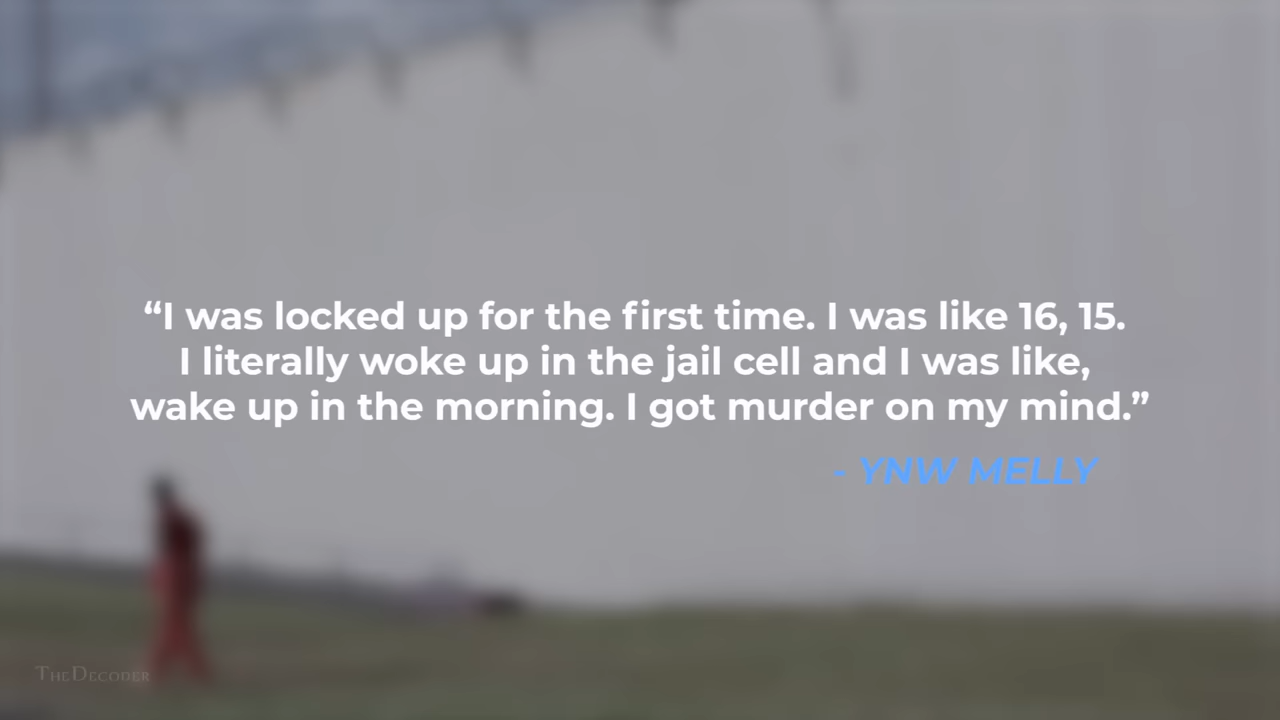 “I was locked up for the first time. I was like 16, 15.
I literally woke up in the jail cell and I was like,
wake up in the morning. I got murder on my mind.”
- YNW MELLY
THEDECODER